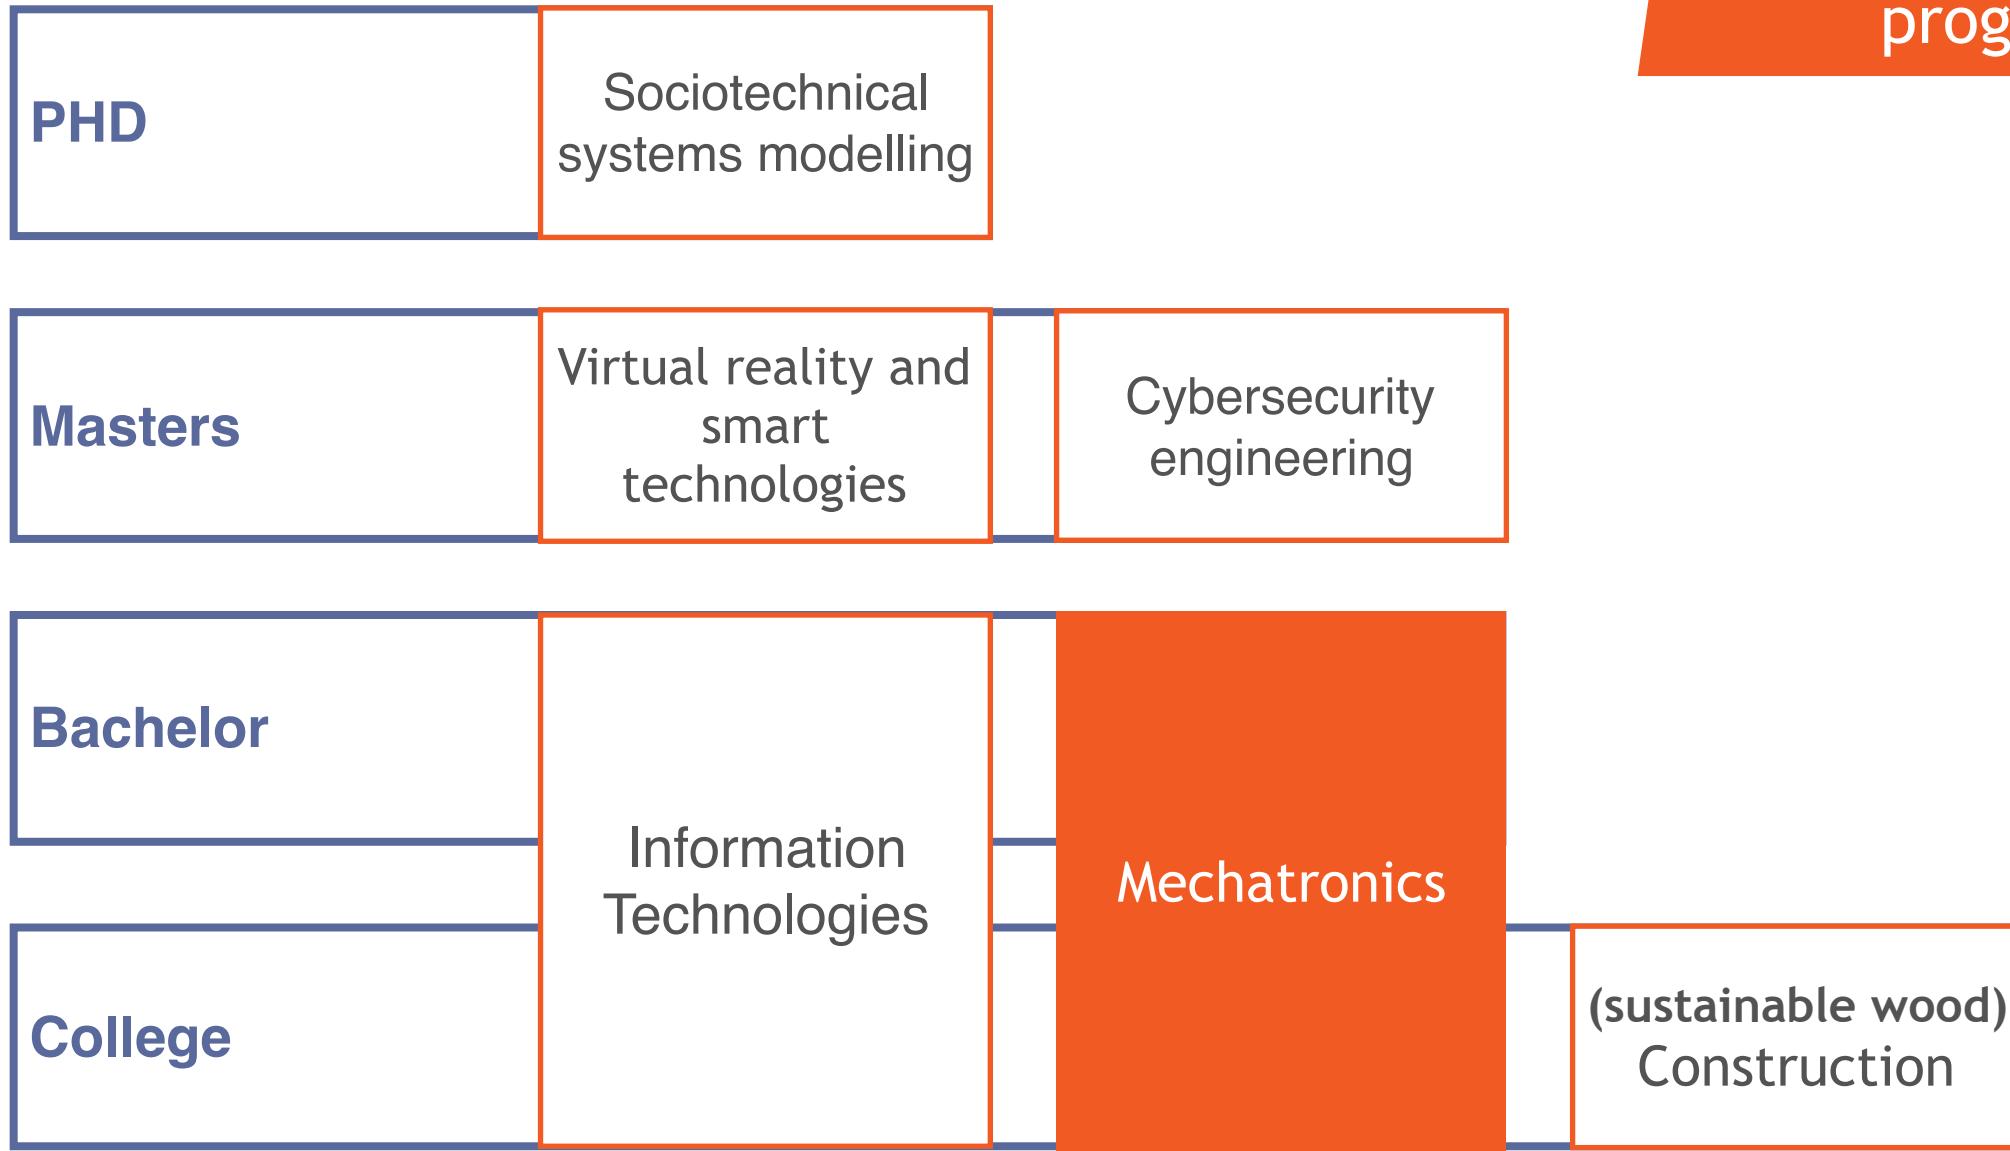 prog
PHD
Sociotechnical
systems modelling
Masters
Virtual reality and
smart
technologies
Cybersecurity
engineering
Bachelor
Information
Technologies
Mechatronics
College
(sustainable wood)
Construction